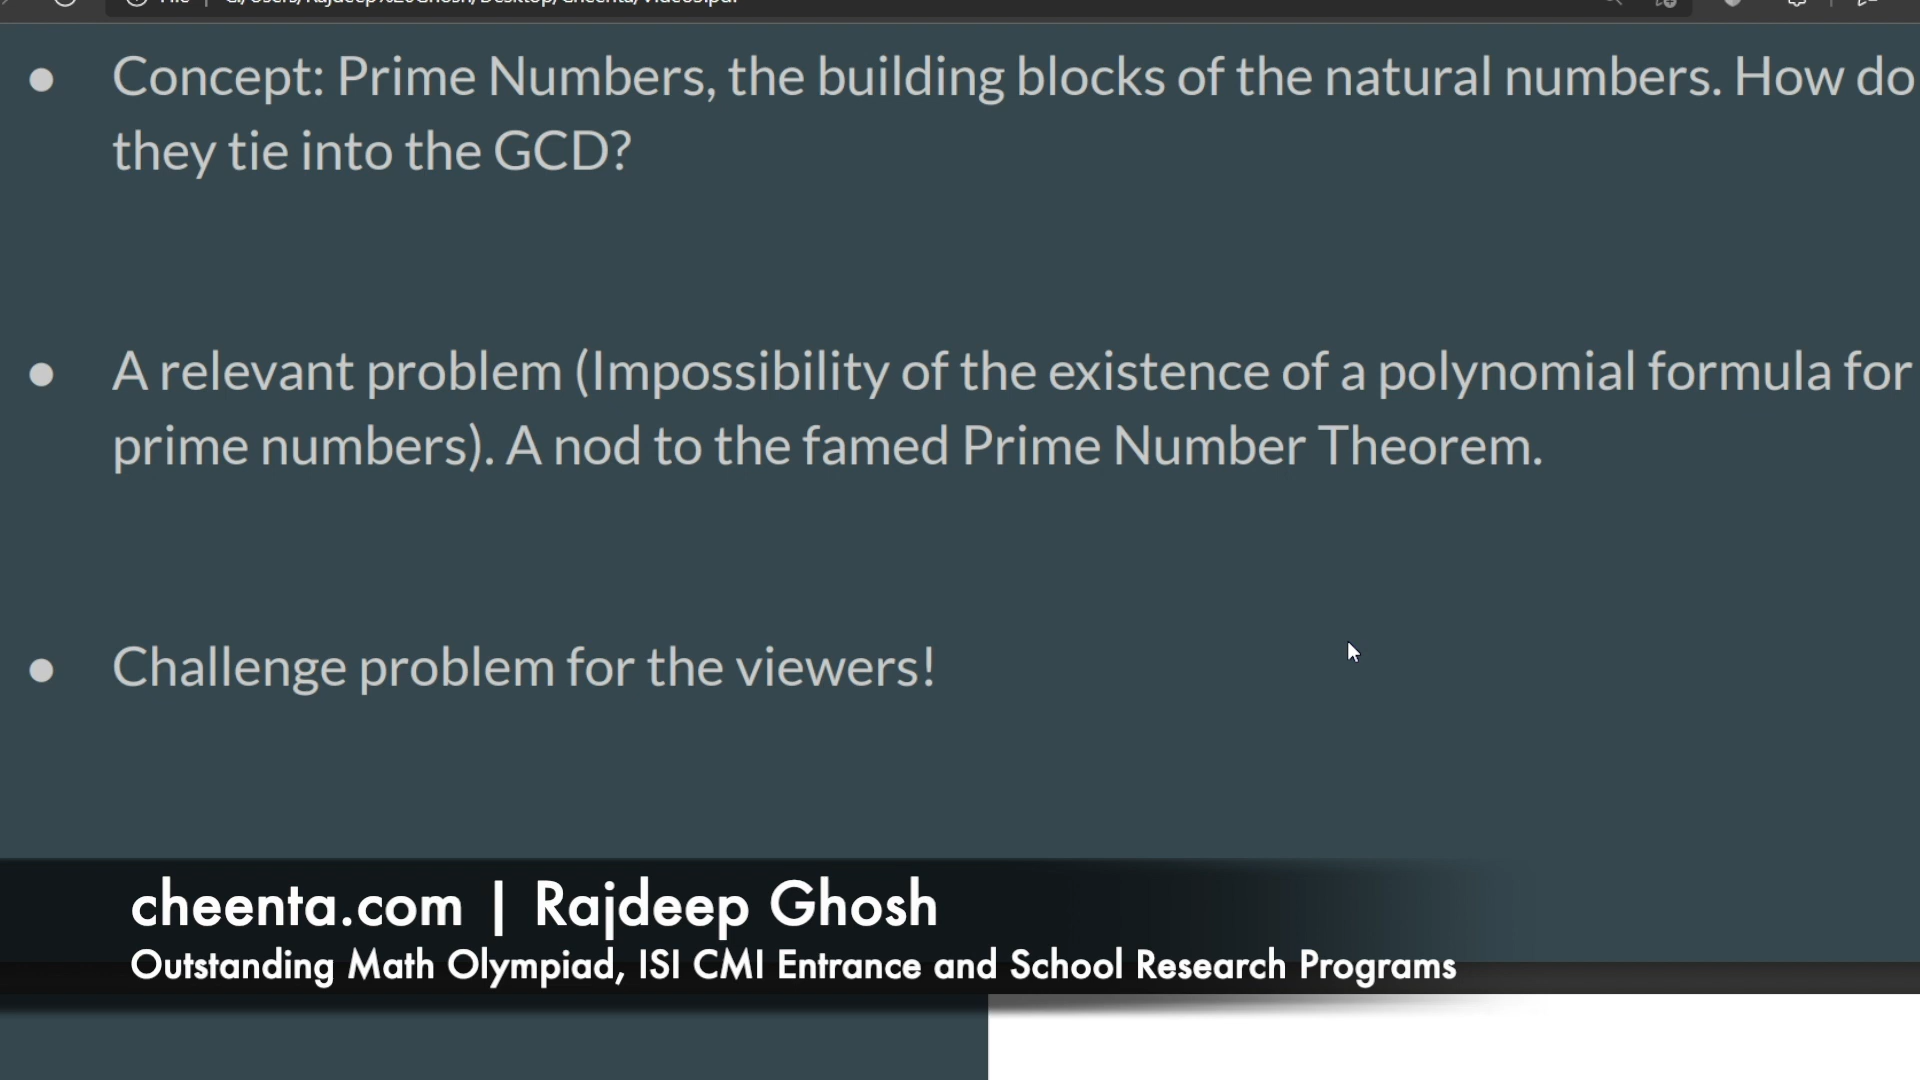 ● Concept: Prime Numbers, the building blocks of the natural numbers. How do
they tie into the GCD?
● A relevant problem (Impossibility of the existence of a polynomial formula for
prime numbers). A nod to the famed Prime Number Theorem.
● Challenge problem for the viewers!
cheenta.com | Rajdeep Ghosh
Outstanding Math Olympiad, ISI CMI Entrance and School Research Programs